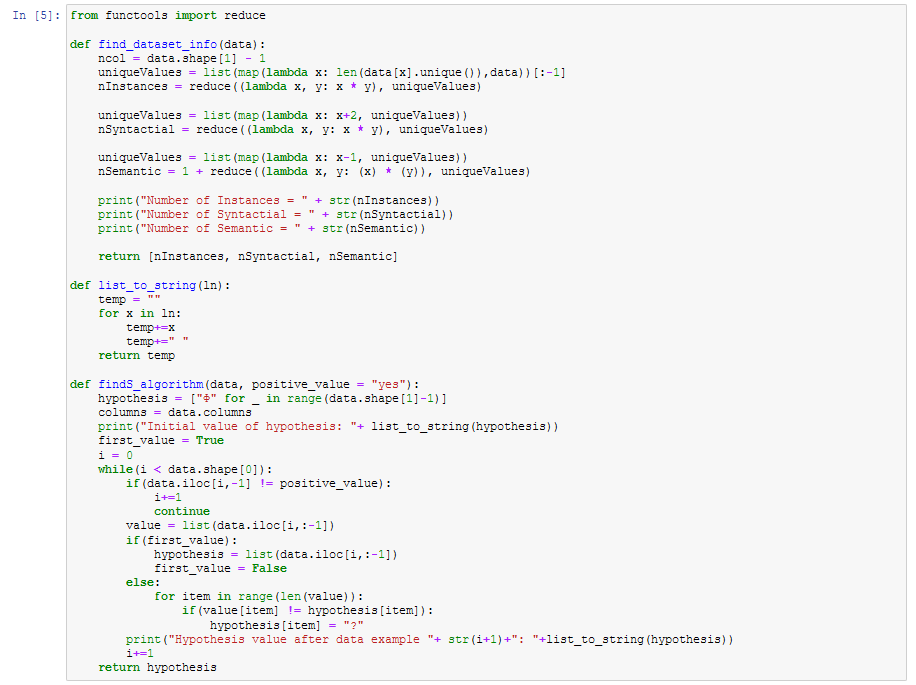 In [5]: from functools import reduce

def find_dataset_info(data):
    ncol = data.shape[1] - 1
    uniqueValues = list(map(lambda x: len(data[x].unique()),data))[:-1]
    nInstances = reduce((lambda x, y: x * y), uniqueValues)

    uniqueValues = list(map(lambda x: x+2, uniqueValues))
    nSyntactial = reduce((lambda x, y: x * y), uniqueValues)

    uniqueValues = list(map(lambda x: x-1, uniqueValues))
    nSemantic = 1 + reduce((lambda x, y: (x) * (y)), uniqueValues)

    print("Number of Instances = " + str(nInstances))
    print("Number of Syntactial = " + str(nSyntactial))
    print("Number of Semantic = " + str(nSemantic))

    return [nInstances, nSyntactial, nSemantic]

def list_to_string(ln):
    temp = ""
    for x in ln:
        temp+=x
        temp+=" "
    return temp

def findS_algorithm(data, positive_value = "yes"):
    hypothesis = ["Φ" for _ in range(data.shape[1]-1)]
    columns = data.columns
    print("Initial value of hypothesis: "+ list_to_string(hypothesis))
    first_value = True
    i = 0
    while(i < data.shape[0]):
        if(data.iloc[i,-1] != positive_value):
            i+=1
            continue
        value = list(data.iloc[i,:-1])
        if(first_value):
            hypothesis = list(data.iloc[i,:-1])
            first_value = False
        else:
            for item in range(len(value)):
                if(value[item] != hypothesis[item]):
                    hypothesis[item] = "?"
        print("Hypothesis value after data example "+ str(i+1)+": "+list_to_string(hypothesis))
        i+=1
    return hypothesis